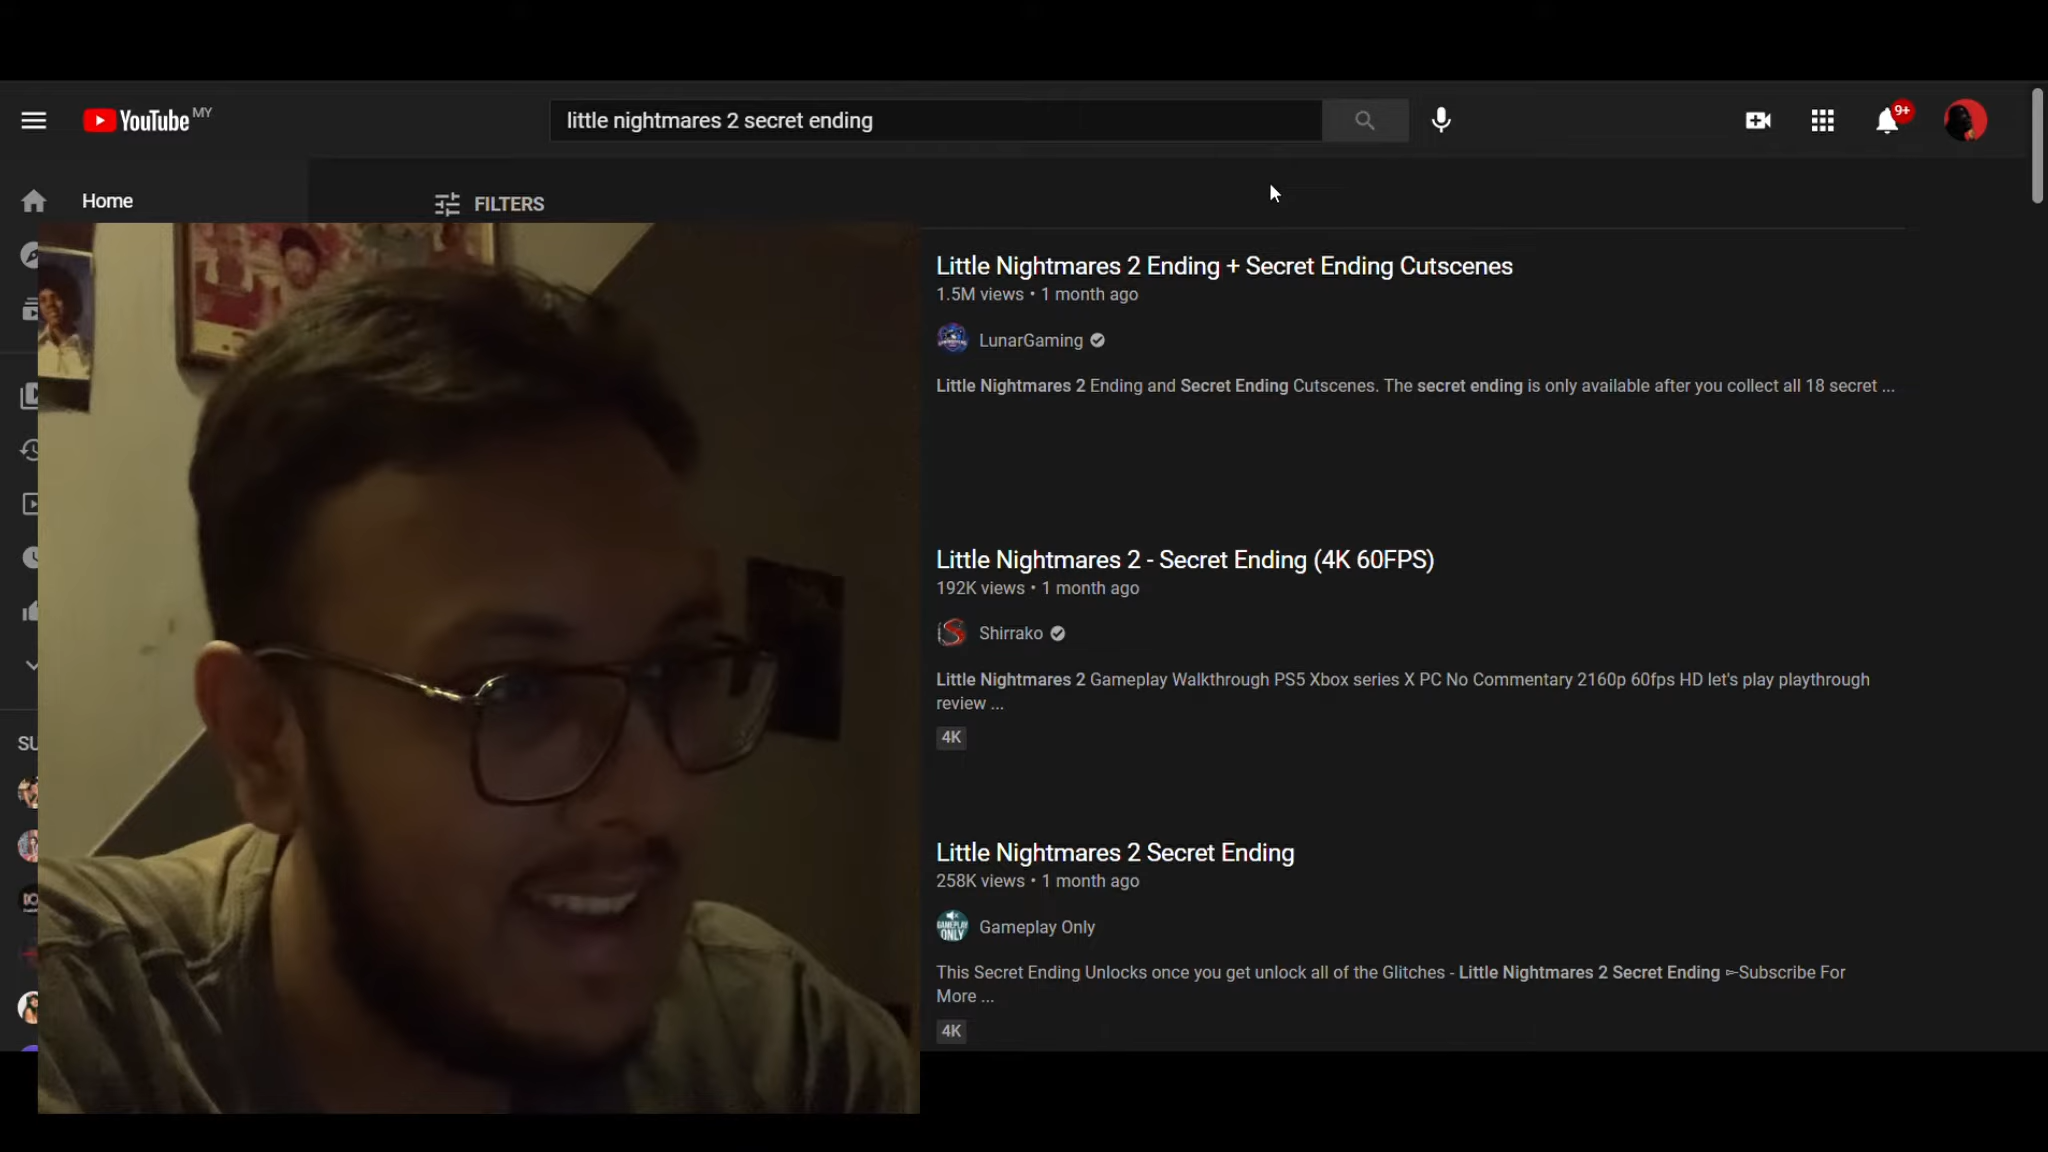 YouTube MY
little nightmares 2 secret ending
9+
Home
FILTERS
Little Nightmares 2 Ending + Secret Ending Cutscenes
1.5M views • 1 month ago
LunarGaming
Little Nightmares 2 Ending and Secret Ending Cutscenes. The secret ending is only available after you collect all 18 secret ...
Little Nightmares 2 - Secret Ending (4K 60FPS)
192K views • 1 month ago
Shirrako
Little Nightmares 2 Gameplay Walkthrough PS5 Xbox series X PC No Commentary 2160p 60fps HD let's play playthrough
review ...
4K
SU
Little Nightmares 2 Secret Ending
258K views • 1 month ago
GAMEPLAY
ONLY
Gameplay Only
This Secret Ending Unlocks once you get unlock all of the Glitches - Little Nightmares 2 Secret Ending ➳Subscribe For
More ...
4K